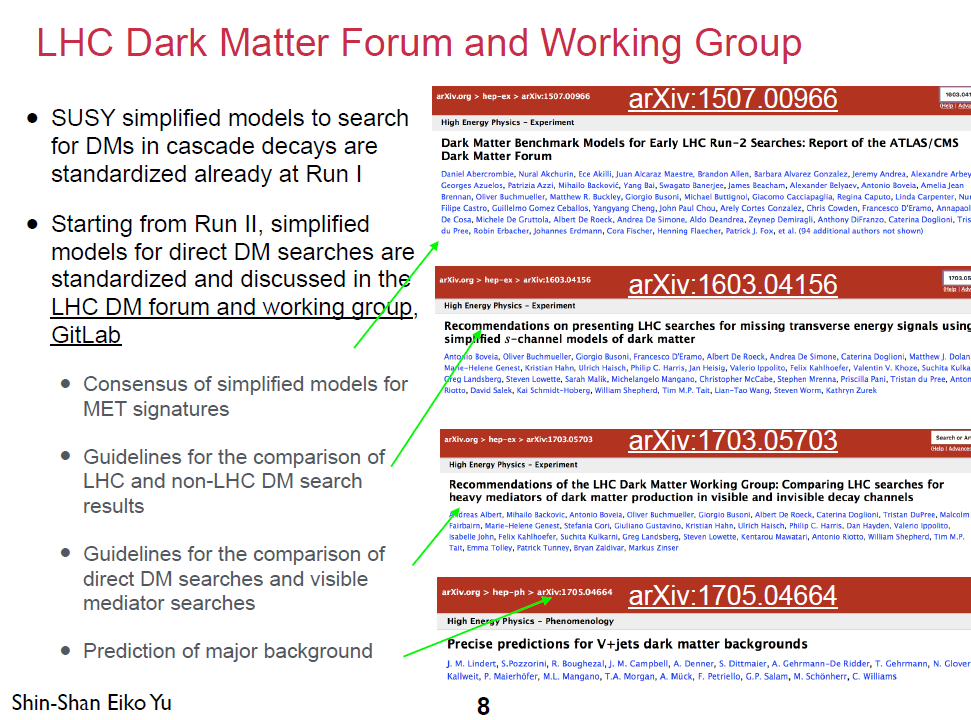 LHC Dark Matter Forum and Working Group
● SUSY simplified models to search
for DMs in cascade decays are
standardized already at Run I
● Starting from Run II, simplified
models for direct DM searches are
standardized and discussed in the
LHC DM forum and working group,
GitLab
● Consensus of simplified models for
MET signatures
● Guidelines for the comparison of
LHC and non-LHC DM search
results
● Guidelines for the comparison of
direct DM searches and visible
mediator searches
● Prediction of major background
arXiv.org > hep-ex > arXiv:1507.00966
arXiv:1507.00966
1603.041
(Help | Adva
High Energy Physics - Experiment
Dark Matter Benchmark Models for Early LHC Run-2 Searches: Report of the ATLAS/CMS
Dark Matter Forum
Daniel Abercrombie, Nural Akchurin, Ece Akilli, Juan Alcaraz Maestre, Brandon Allen, Barbara Alvarez Gonzalez, Jeremy Andrea, Alexandre Arbey
Georges Azuelos, Patrizia Azzi, Mihailo Backović, Yang Bai, Swagato Banerjee, James Beacham, Alexander Belyaev, Antonio Boveia, Amelia Jean
Brennan, Oliver Buchmueller, Matthew R. Buckley, Giorgio Busoni, Michael Buttignol, Giacomo Cacciapaglia, Regina Caputo, Linda Carpenter, Nu
Filipe Castro, Guillelmo Gomez Ceballos, Yangyang Cheng, John Paul Chou, Arely Cortes Gonzalez, Chris Cowden, Francesco D'Eramo, Annapaol
De Cosa, Michele De Gruttola, Albert De Roeck, Andrea De Simone, Aldo Deandrea, Zeynep Demiragli, Anthony DiFranzo, Caterina Doglioni, Tris
du Pree, Robin Erbacher, Johannes Erdmann, Cora Fischer, Henning Flaecher, Patrick J. Fox, et al. (94 additional authors not shown)
arXiv.org > hep-ex > arXiv:1603.04156
arXiv:1603.04156
1703.05
(Help | Adv
High Energy Physics - Experiment
Recommendations on presenting LHC searches for missing transverse energy signals using
simplified s-channel models of dark matter
Antonio Boveia, Oliver Buchmueller, Giorgio Busoni, Francesco D'Eramo, Albert De Roeck, Andrea De Simone, Caterina Doglioni, Matthew J. Dolan
Marie-Helene Genest, Kristian Hahn, Ulrich Haisch, Philip C. Harris, Jan Heisig, Valerio Ippolito, Felix Kahlhoefer, Valentin V. Khoze, Suchita Kulka
Greg Landsberg, Steven Lowette, Sarah Malik, Michelangelo Mangano, Christopher McCabe, Stephen Mrenna, Priscilla Pani, Tristan du Pree, Anton
Riotto, David Salek, Kai Schmidt-Hoberg, William Shepherd, Tim M.P. Tait, Lian-Tao Wang, Steven Worm, Kathryn Zurek
arXiv.org > hep-ex > arXiv:1703.05703
arXiv:1703.05703
Search or Ar
(Help | Advanced
High Energy Physics - Experiment
Recommendations of the LHC Dark Matter Working Group: Comparing LHC searches for
heavy mediators of dark matter production in visible and invisible decay channels
Andreas Albert, Mihailo Backovic, Antonio Boveia, Oliver Buchmueller, Giorgio Busoni, Albert De Roeck, Caterina Doglioni, Tristan DuPree, Malcolm
Fairbairn, Marie-Helene Genest, Stefania Gori, Giuliano Gustavino, Kristian Hahn, Ulrich Haisch, Philip C. Harris, Dan Hayden, Valerio Ippolito,
Isabelle John, Felix Kahlhoefer, Suchita Kulkarni, Greg Landsberg, Steven Lowette, Kentarou Mawatari, Antonio Riotto, William Shepherd, Tim M.P.
Tait, Emma Tolley, Patrick Tunney, Bryan Zaldivar, Markus Zinser
arXiv.org > hep-ph > arXiv:1705.04664
arXiv:1705.04664
High Energy Physics - Phenomenology
Precise predictions for V+jets dark matter backgrounds
J. M. Lindert, S.Pozzorini, R. Boughezal, J. M. Campbell, A. Denner, S. Dittmaier, A. Gehrmann-De Ridder, T. Gehrmann, N. Glover
Kallweit, P. Maierhöfer, M.L. Mangano, T.A. Morgan, A. Mück, F. Petriello, G.P. Salam, M. Schönherr, C. Williams
Shin-Shan Eiko Yu
8